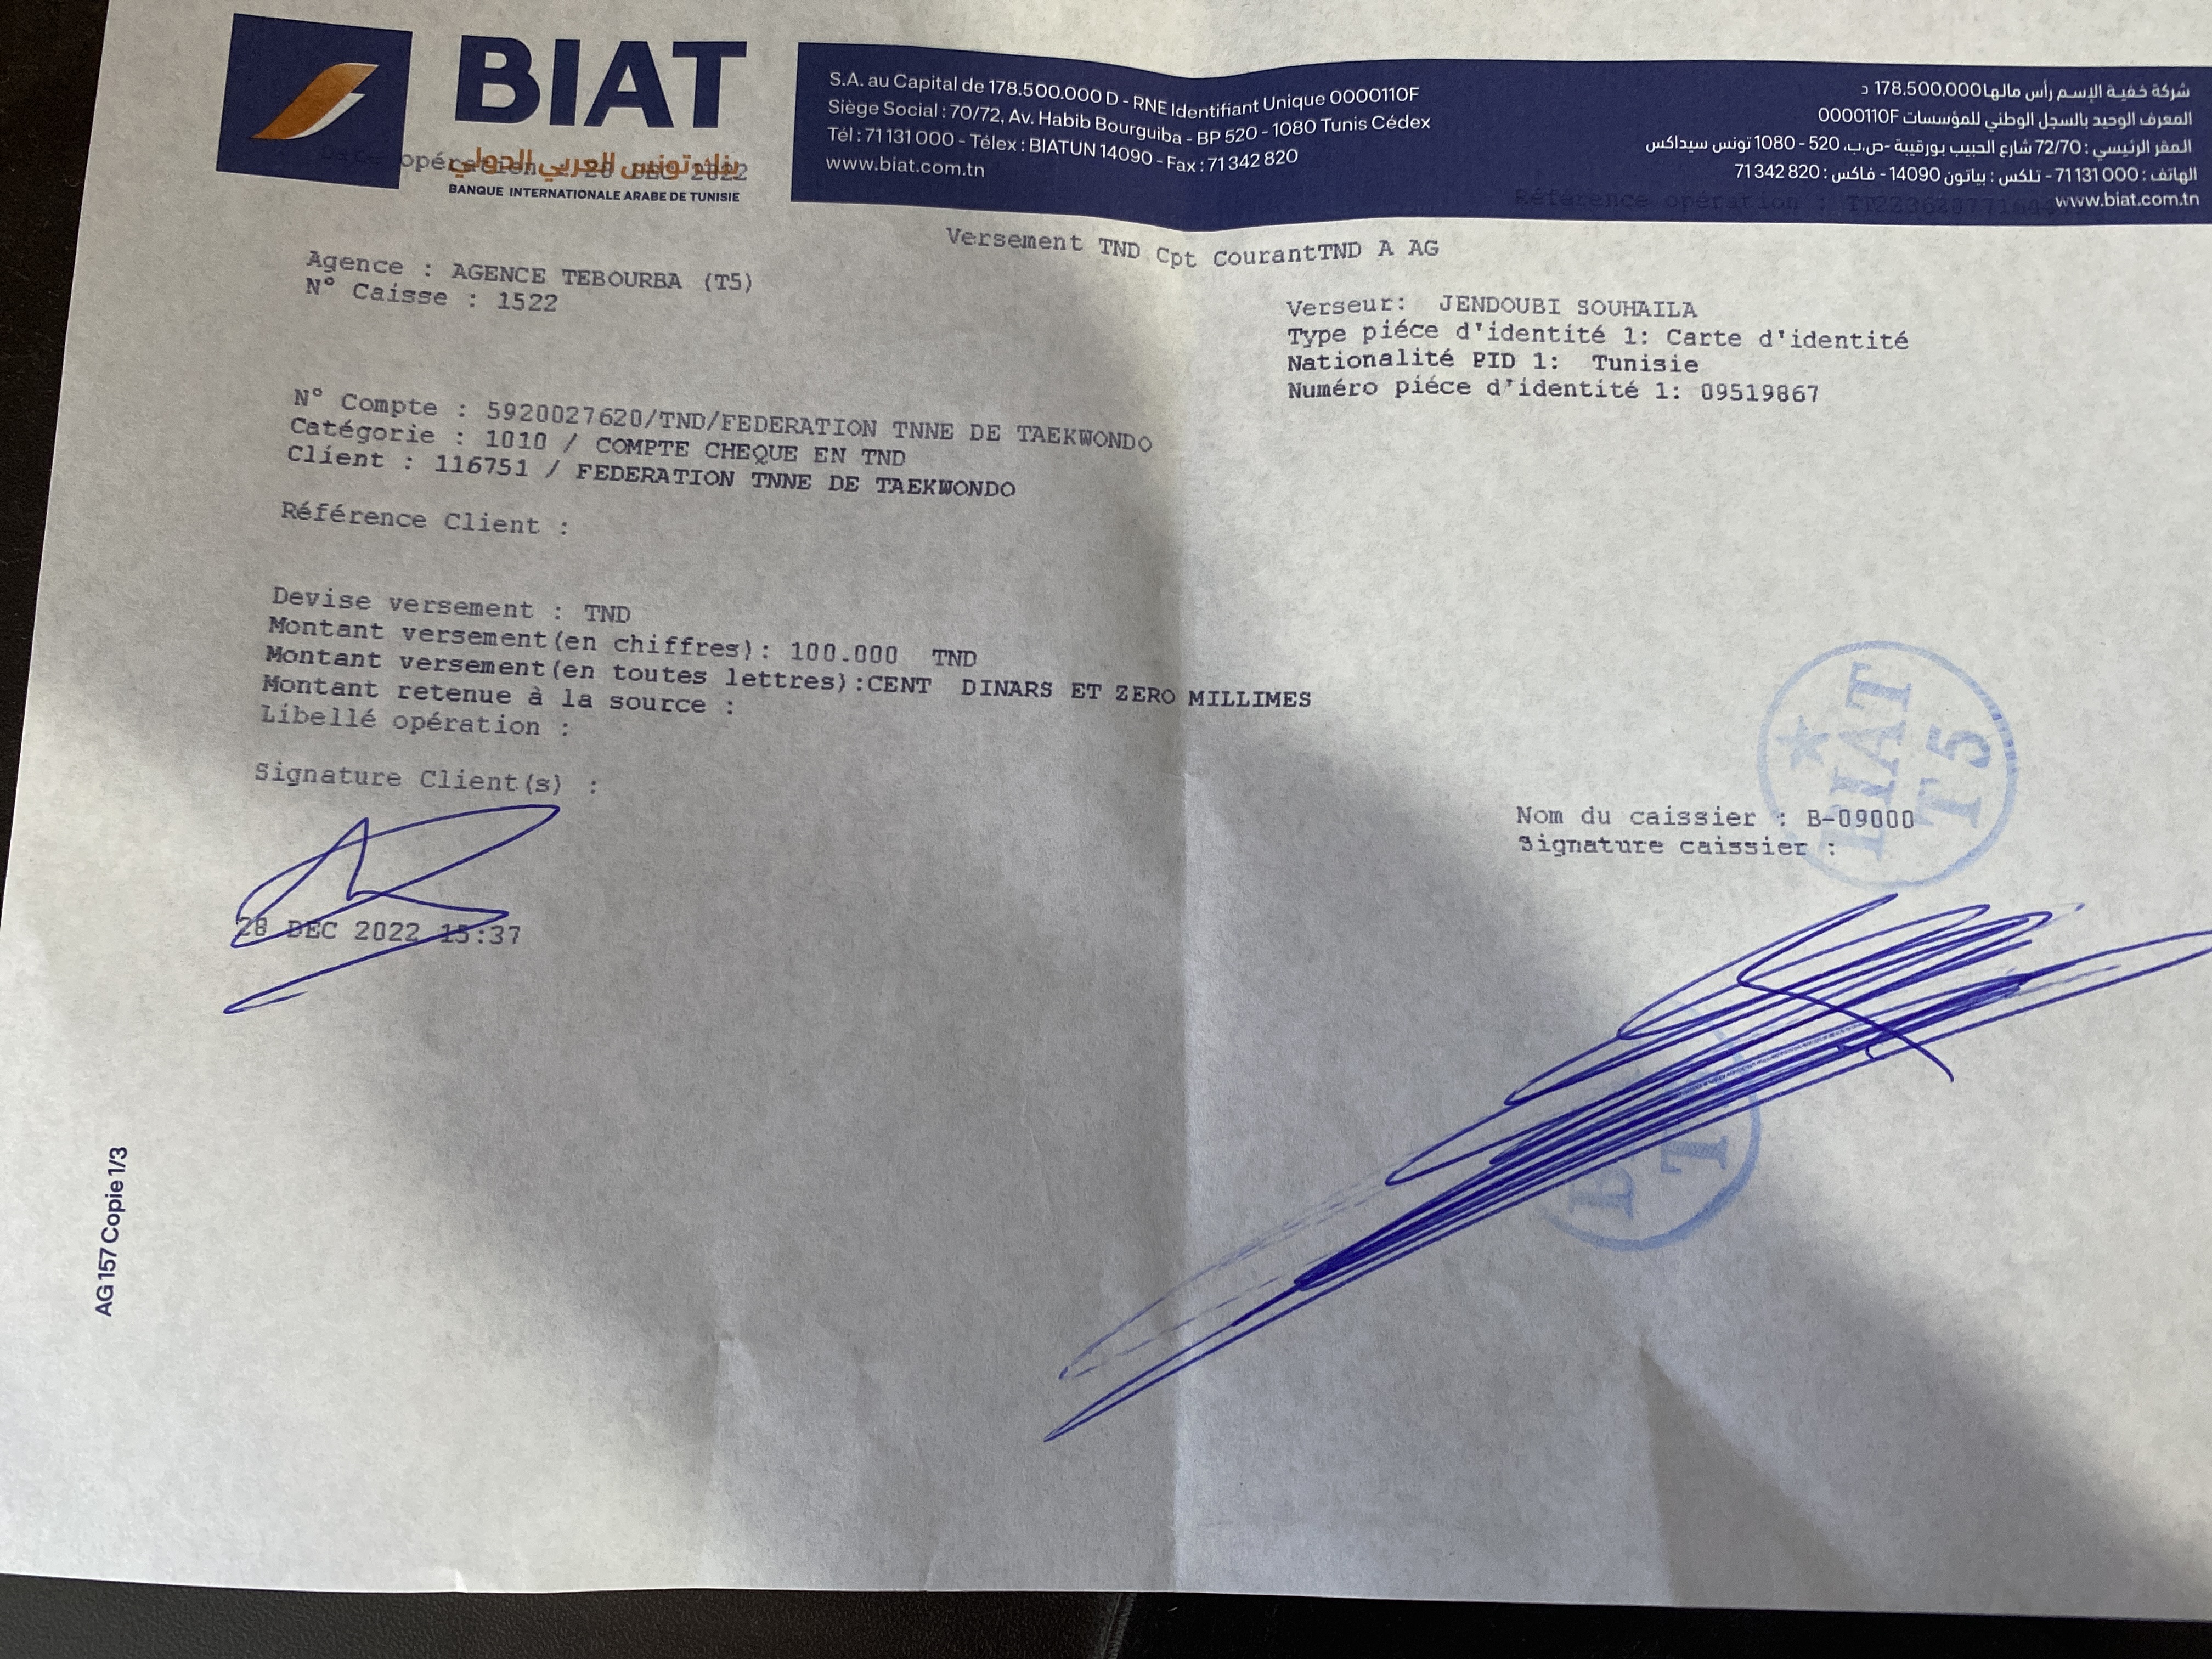 BIAT
بنك تونس العربي الدولي
BANQUE INTERNATIONALE ARABE DE TUNISIE
opération : 28 DEC 2022
S.A. au Capital de 178.500.000 D - RNE Identifiant Unique 0000110F
Siège Social : 70/72, Av. Habib Bourguiba - BP 520 - 1080 Tunis Cédex
Tél : 71 131 000 - Télex : BIATUN 14090 - Fax : 71 342 820
www.biat.com.tn
شركة خفية الإسم رأس مالها 178.500.000 د
المعرف الوحيد بالسجل الوطني للمؤسسات 0000110F
المقر الرئيسي : 72/70 شارع الحبيب بورقيبة -ص.ب. 520 - 1080 تونس سيداكس
الهاتف : 71 131 000 - تلكس : بياتون 14090 - فاكس : 71 342 820
www.biat.com.tn
Référence opération :
Versement TND Cpt CourantTND A AG
Agence : AGENCE TEBOURBA (T5)
N° Caisse : 1522
Verseur: JENDOUBI SOUHAILA
Type piéce d'identité 1: Carte d'identité
Nationalité PID 1: Tunisie
Numéro piéce d'identité 1: 09519867
N° Compte : 5920027620/TND/FEDERATION TNNE DE TAEKWONDO
Catégorie : 1010 / COMPTE CHEQUE EN TND
Client : 116751 / FEDERATION TNNE DE TAEKWONDO
Référence Client :
Devise versement : TND
Montant versement(en chiffres): 100.000 TND
Montant versement(en toutes lettres):CENT DINARS ET ZERO MILLIMES
Montant retenue à la source :
Libellé opération :
Signature Client(s) :
28 DEC 2022 15:37
BIAT
T5
Nom du caissier : B-09000
Signature caissier :
AG 157 Copie 1/3